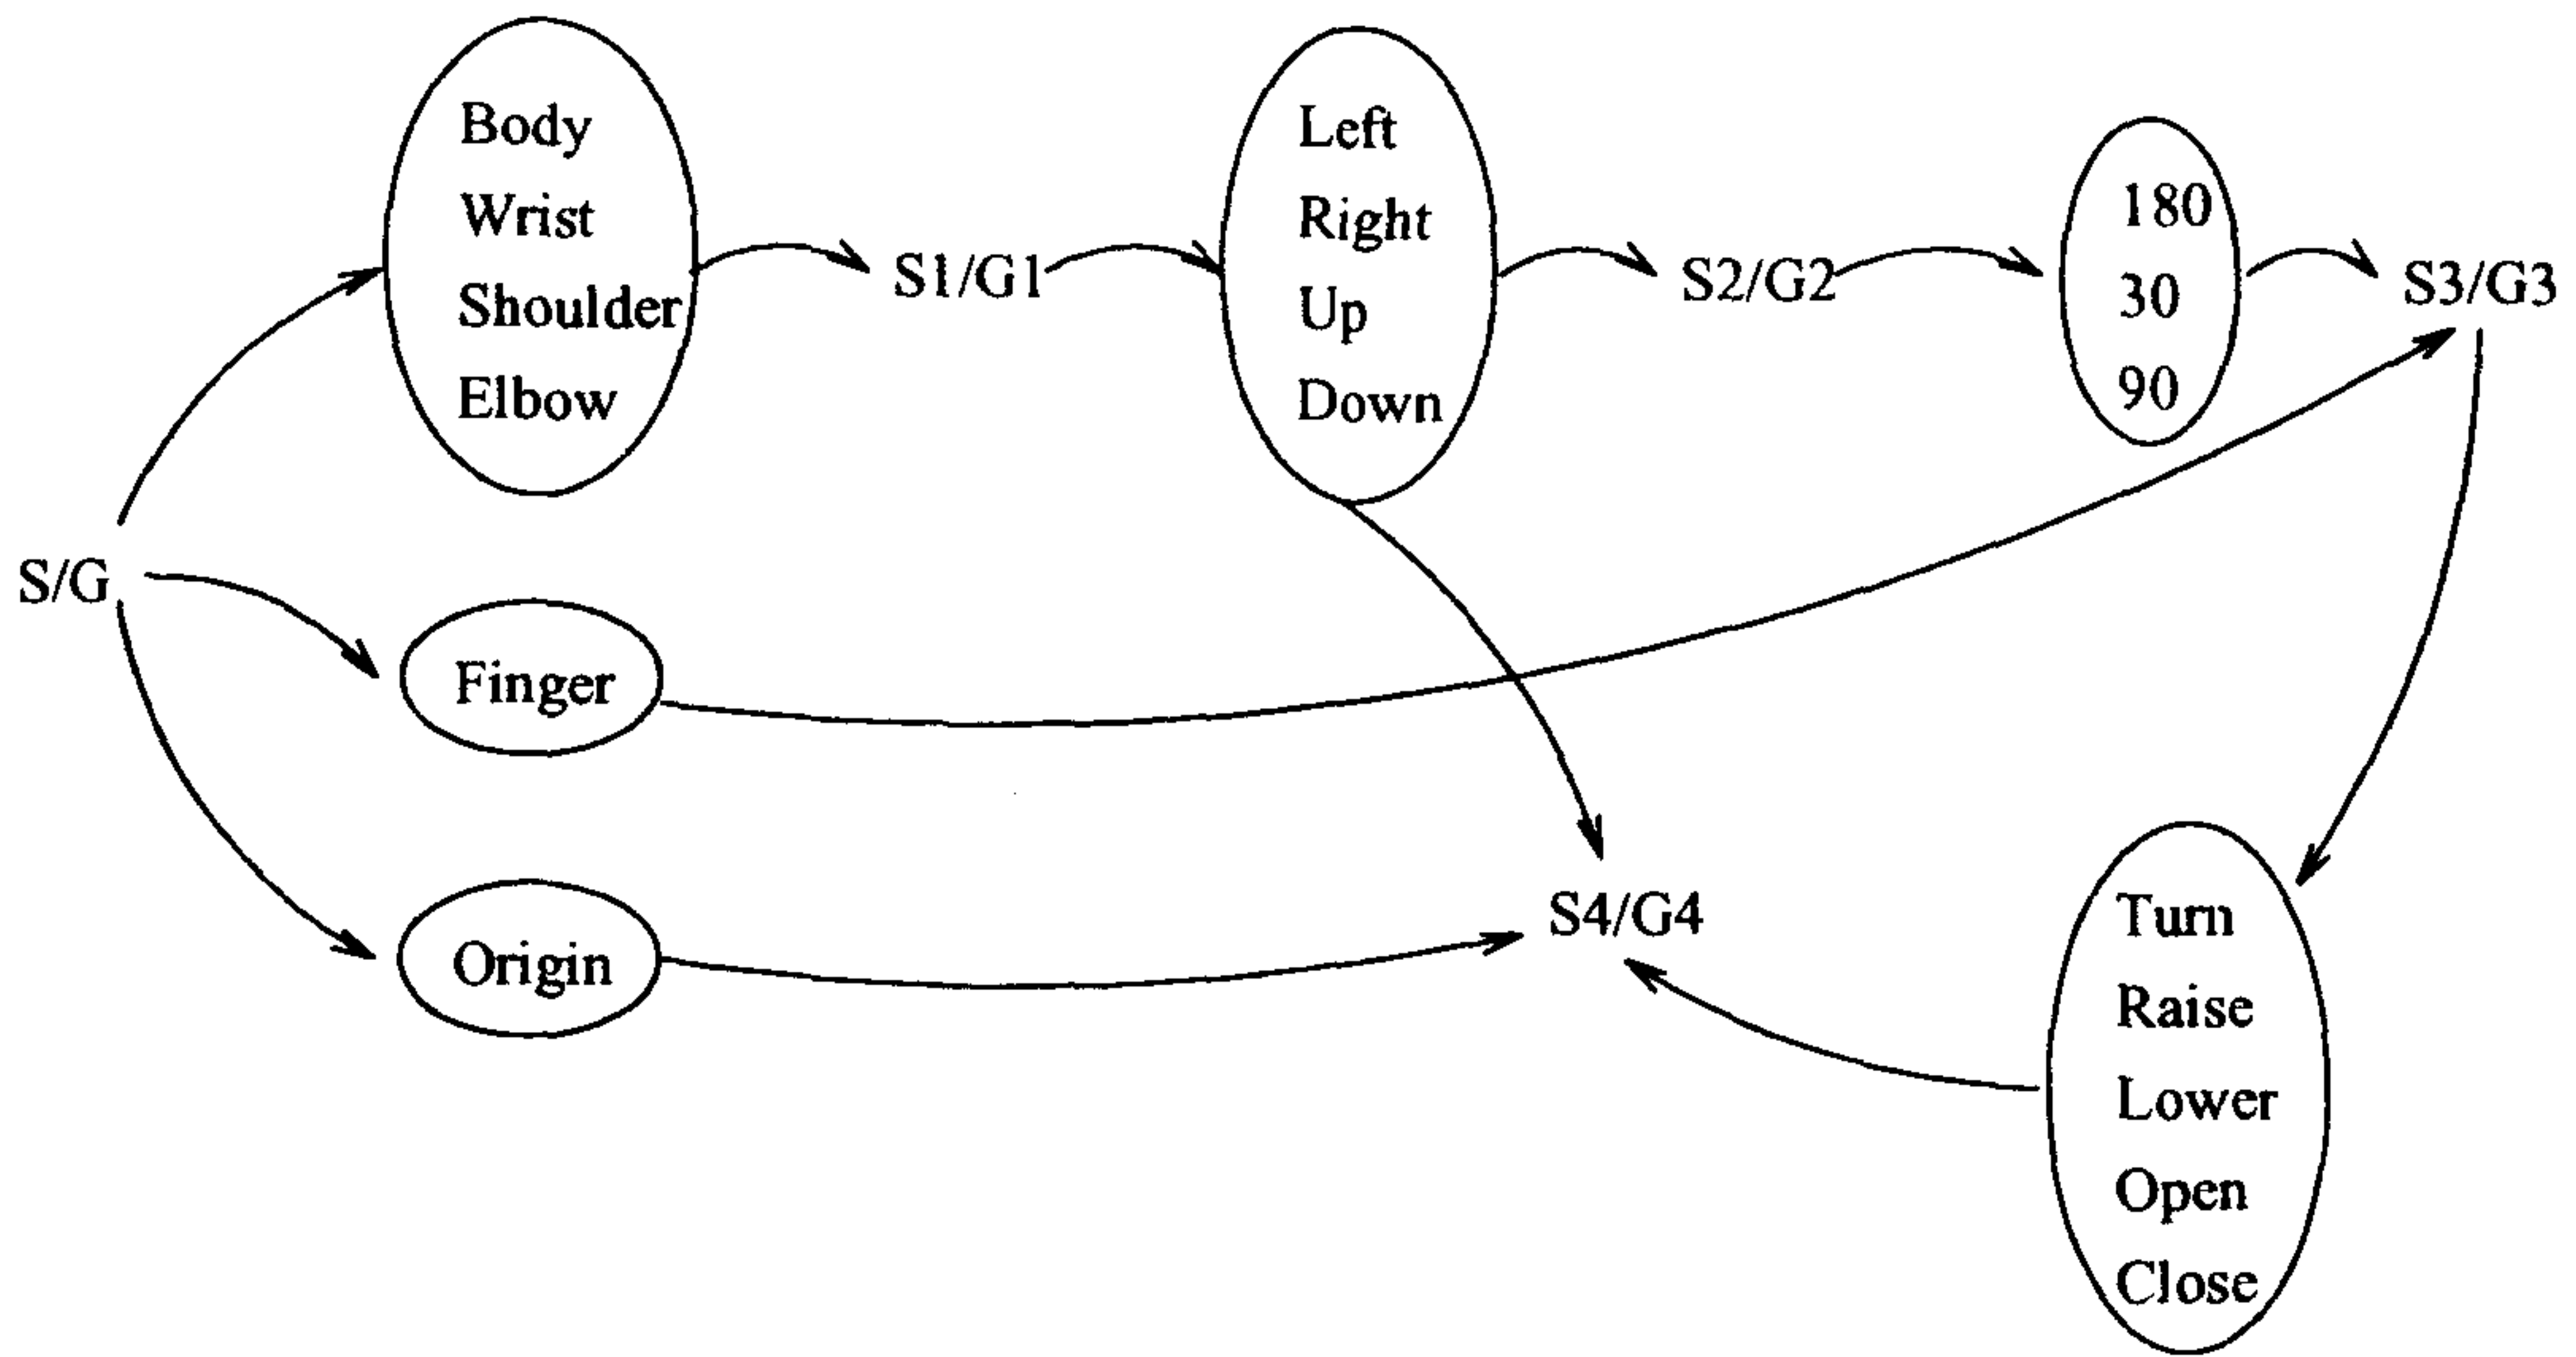 Body
Wrist
Shoulder
Elbow
S1/G1
Left
Right
Up
Down
S2/G2
180
30
90
S3/G3
S/G
Finger
Origin
S4/G4
Turn
Raise
Lower
Open
Close